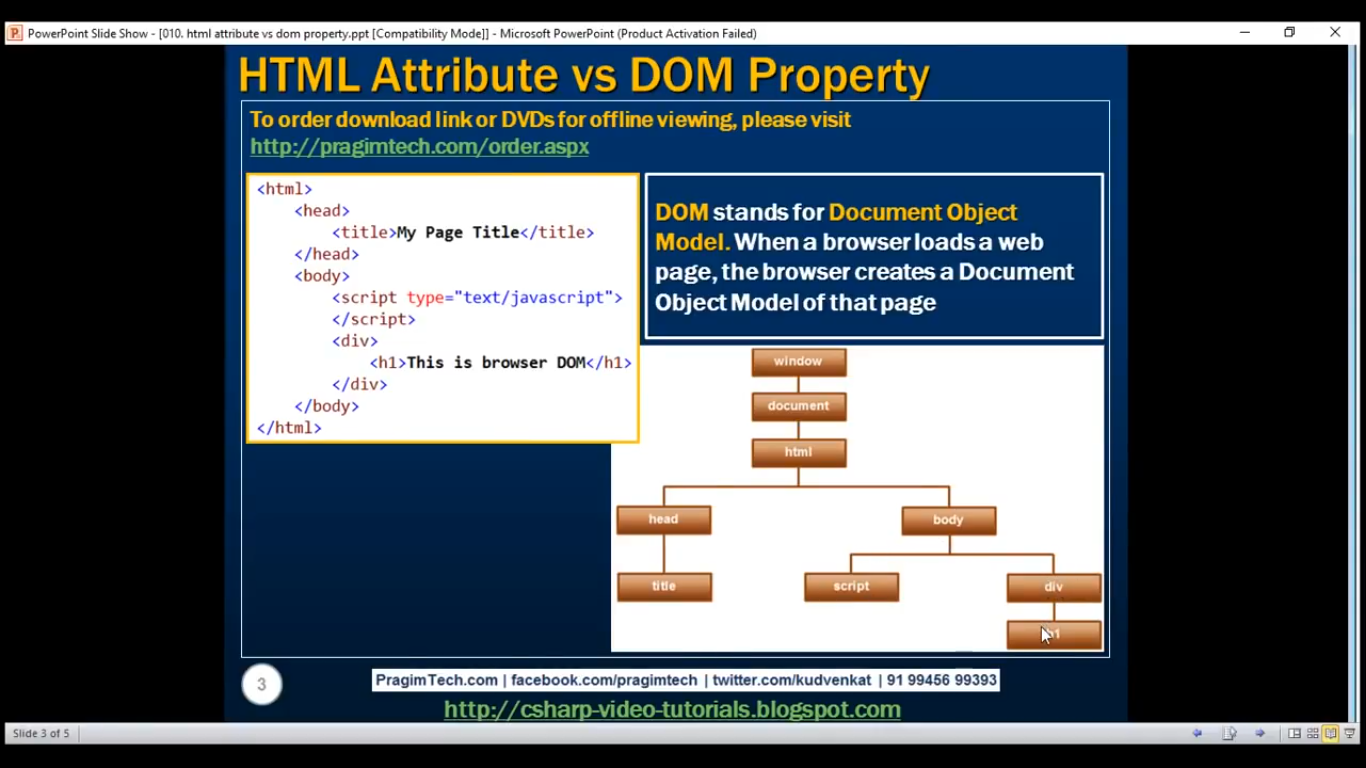 PowerPoint Slide Show - [010. html attribute vs dom property.ppt [Compatibility Mode]] - Microsoft PowerPoint (Product Activation Failed)
HTML Attribute vs DOM Property
To order download link or DVDs for offline viewing, please visit
http://pragimtech.com/order.aspx
<html>
<head>
<title>My Page Title</title>
</head>
<body>
<script type="text/javascript">
</script>
<div>
<h1>This is browser DOM</h1>
</div>
</body>
</html>
DOM stands for Document Object
Model. When a browser loads a web
page, the browser creates a Document
Object Model of that page
window
document
html
head
body
title
script
div
3
PragimTech.com | facebook.com/pragimtech | twitter.com/kudvenkat | 91 99456 99393
http://csharp-video-tutorials.blogspot.com
Slide 3 of 5